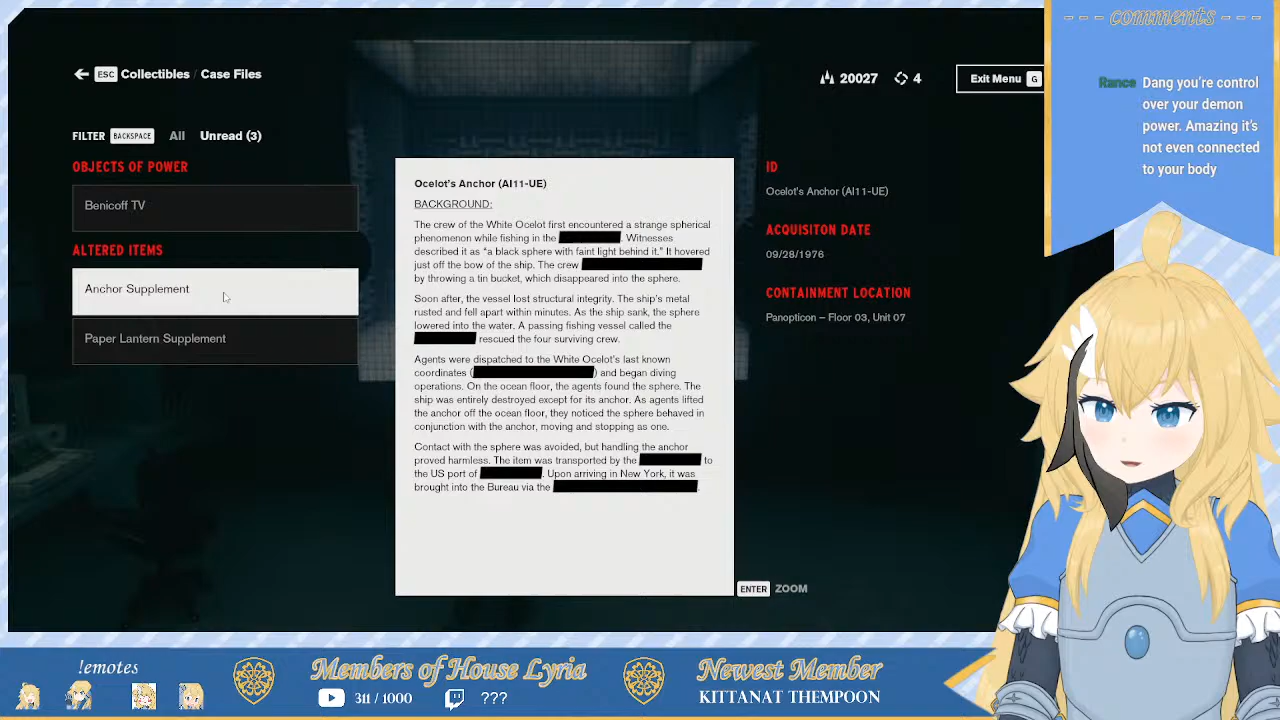 ESC Collectibles / Case Files
20027 4
Exit Menu G
FILTER BACKSPACE All Unread (3)
OBJECTS OF POWER
Benicoff TV
ALTERED ITEMS
Anchor Supplement
Paper Lantern Supplement
Ocelot's Anchor (AI11-UE)
BACKGROUND:
The crew of the White Ocelot first encountered a strange spherical
phenomenon while fishing in the . Witnesses
described it as "a black sphere with faint light behind it." It hovered
just off the bow of the ship. The crew
by throwing a tin bucket, which disappeared into the sphere.
Soon after, the vessel lost structural integrity. The ship's metal
rusted and fell apart within minutes. As the ship sank, the sphere
lowered into the water. A passing fishing vessel called the
rescued the four surviving crew.
Agents were dispatched to the White Ocelot's last known
coordinates ( ) and began diving
operations. On the ocean floor, the agents found the sphere. The
ship was entirely destroyed except for its anchor. As agents lifted
the anchor off the ocean floor, they noticed the sphere behaved in
conjunction with the anchor, moving and stopping as one.
Contact with the sphere was avoided, but handling the anchor
proved harmless. The item was transported by the to
the US port of . Upon arriving in New York, it was
brought into the Bureau via the .
ENTER ZOOM
ID
Ocelot's Anchor (AI11-UE)
ACQUISITON DATE
09/28/1976
CONTAINMENT LOCATION
Panopticon – Floor 03, Unit 07
--- comments ---
Rance Dang you're control
over your demon
power. Amazing it's
not even connected
to your body
!emotes
Members of House Lyria
311 / 1000 ???
Newest Member
KITTANAT THEMPOON